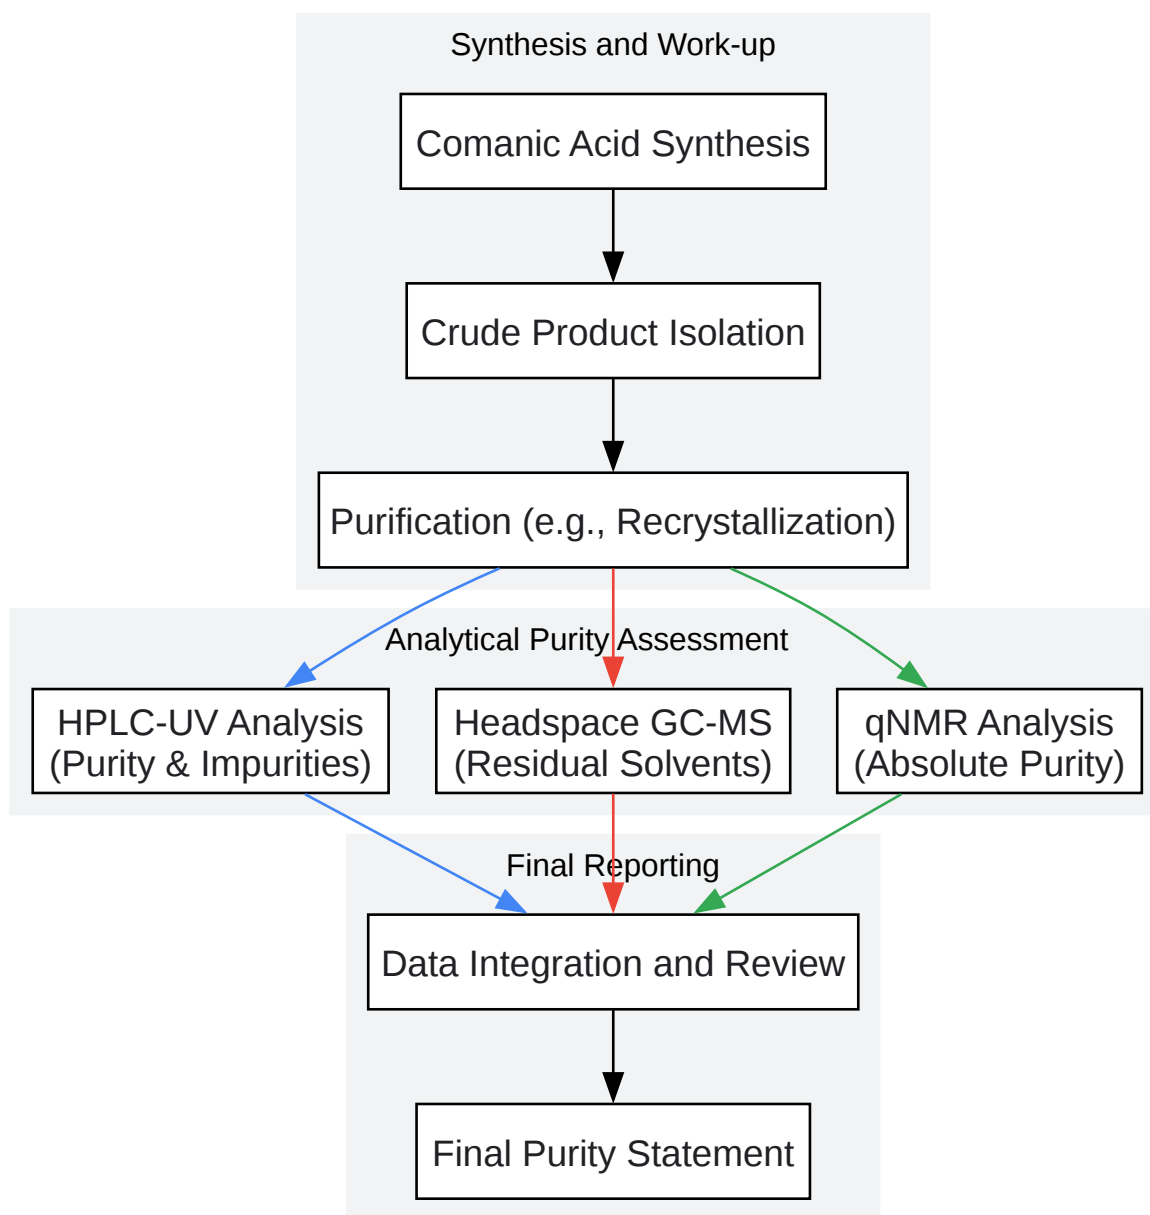 Synthesis and Work-up
Comanic Acid Synthesis
Crude Product Isolation
Purification (e.g., Recrystallization)
Analytical Purity Assessment
HPLC-UV Analysis
(Purity & Impurities)
Headspace GC-MS
(Residual Solvents)
qNMR Analysis
(Absolute Purity)
Final Reporting
Data Integration and Review
Final Purity Statement